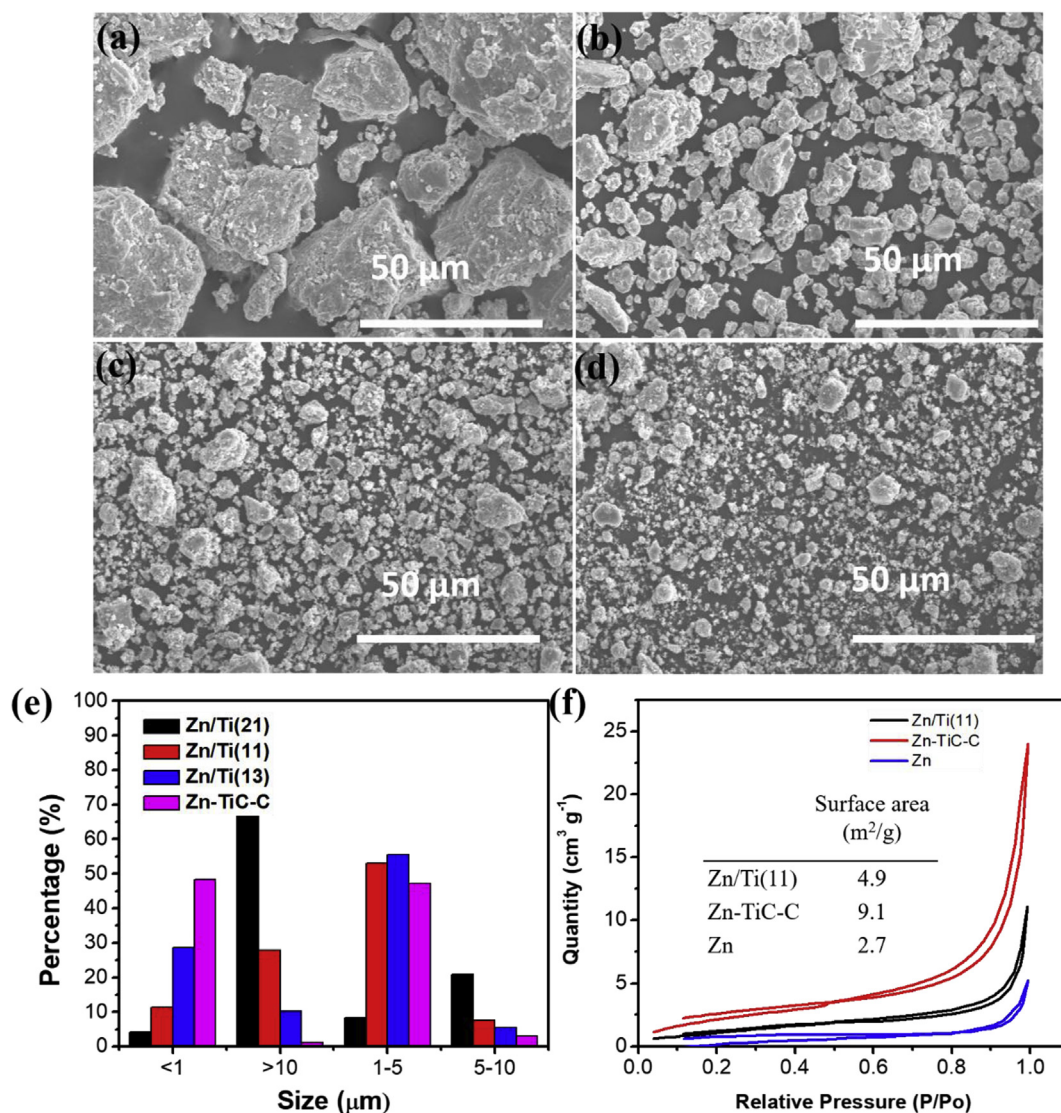 (a)
50 μm
(b)
50 μm
(c)
50 μm
(d)
50 μm
(e)
Zn/Ti(21)
Zn/Ti(11)
Zn/Ti(13)
Zn-TiC-C
100
90
80
70
60
50
40
30
20
10
0
Percentage (%)
<1
>10
1-5
5-10
Size (μm)
(f)
Zn/Ti(11)
Zn-TiC-C
Zn
Surface area
(m²/g)
Zn/Ti(11) 4.9
Zn-TiC-C 9.1
Zn 2.7
25
20
15
10
5
0
Quantity (cm³ g⁻¹)
0.0 0.2 0.4 0.6 0.8 1.0
Relative Pressure (P/Po)